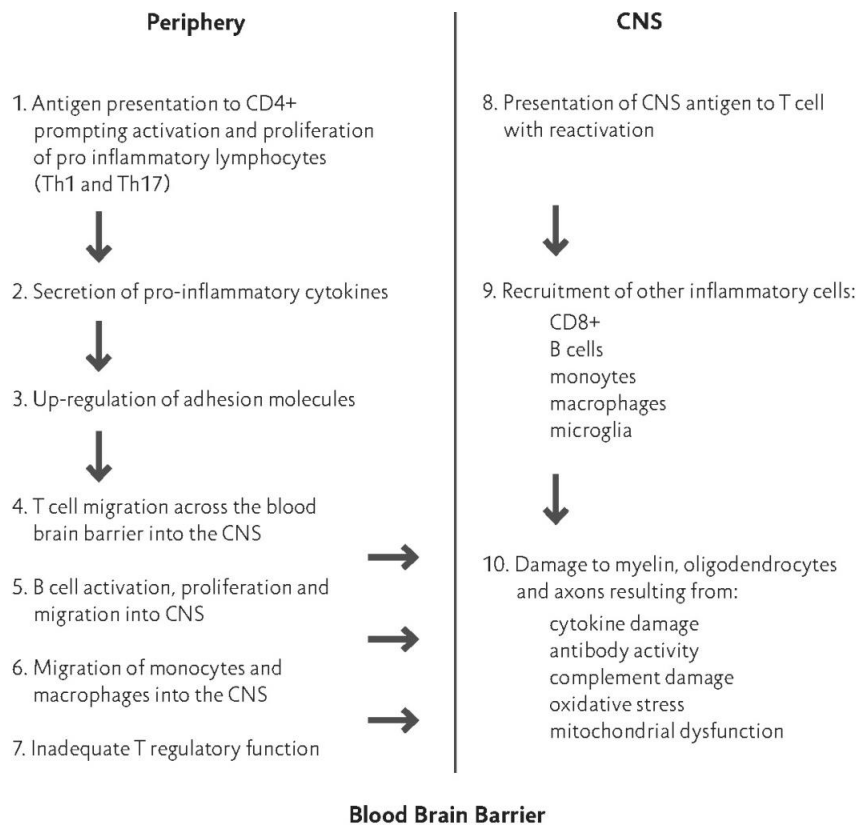 Periphery
1. Antigen presentation to CD4+
prompting activation and proliferation
of pro inflammatory lymphocytes
(Th1 and Th17)
2. Secretion of pro-inflammatory cytokines
3. Up-regulation of adhesion molecules
4. T cell migration across the blood
brain barrier into the CNS
5. B cell activation, proliferation and
migration into CNS
6. Migration of monocytes and
macrophages into the CNS
7. Inadequate T regulatory function
CNS
8. Presentation of CNS antigen to T cell
with reactivation
9. Recruitment of other inflammatory cells:
CD8+
B cells
monoytes
macrophages
microglia
10. Damage to myelin, oligodendrocytes
and axons resulting from:
cytokine damage
antibody activity
complement damage
oxidative stress
mitochondrial dysfunction
Blood Brain Barrier